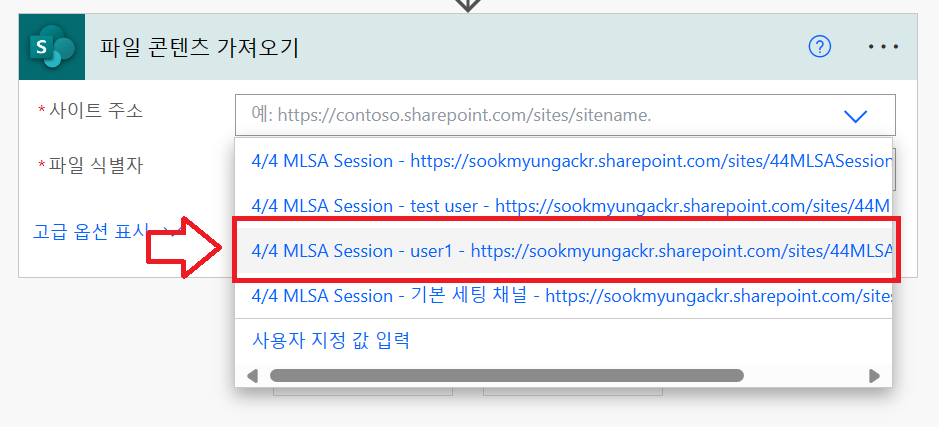 S
파일 콘텐츠 가져오기
?
*사이트 주소
예: https://contoso.sharepoint.com/sites/sitename.
4/4 MLSA Session - https://sookmyungackr.sharepoint.com/sites/44MLSASession
*파일 식별자
4/4 MLSA Session - test user - https://sookmyungackr.sharepoint.com/sites/44M
고급 옵션 표시
4/4 MLSA Session - user1 - https://sookmyungackr.sharepoint.com/sites/44MLSA
4/4 MLSA Session - 기본 세팅 채널 - https://sookmyungackr.sharepoint.com/sites
사용자 지정 값 입력